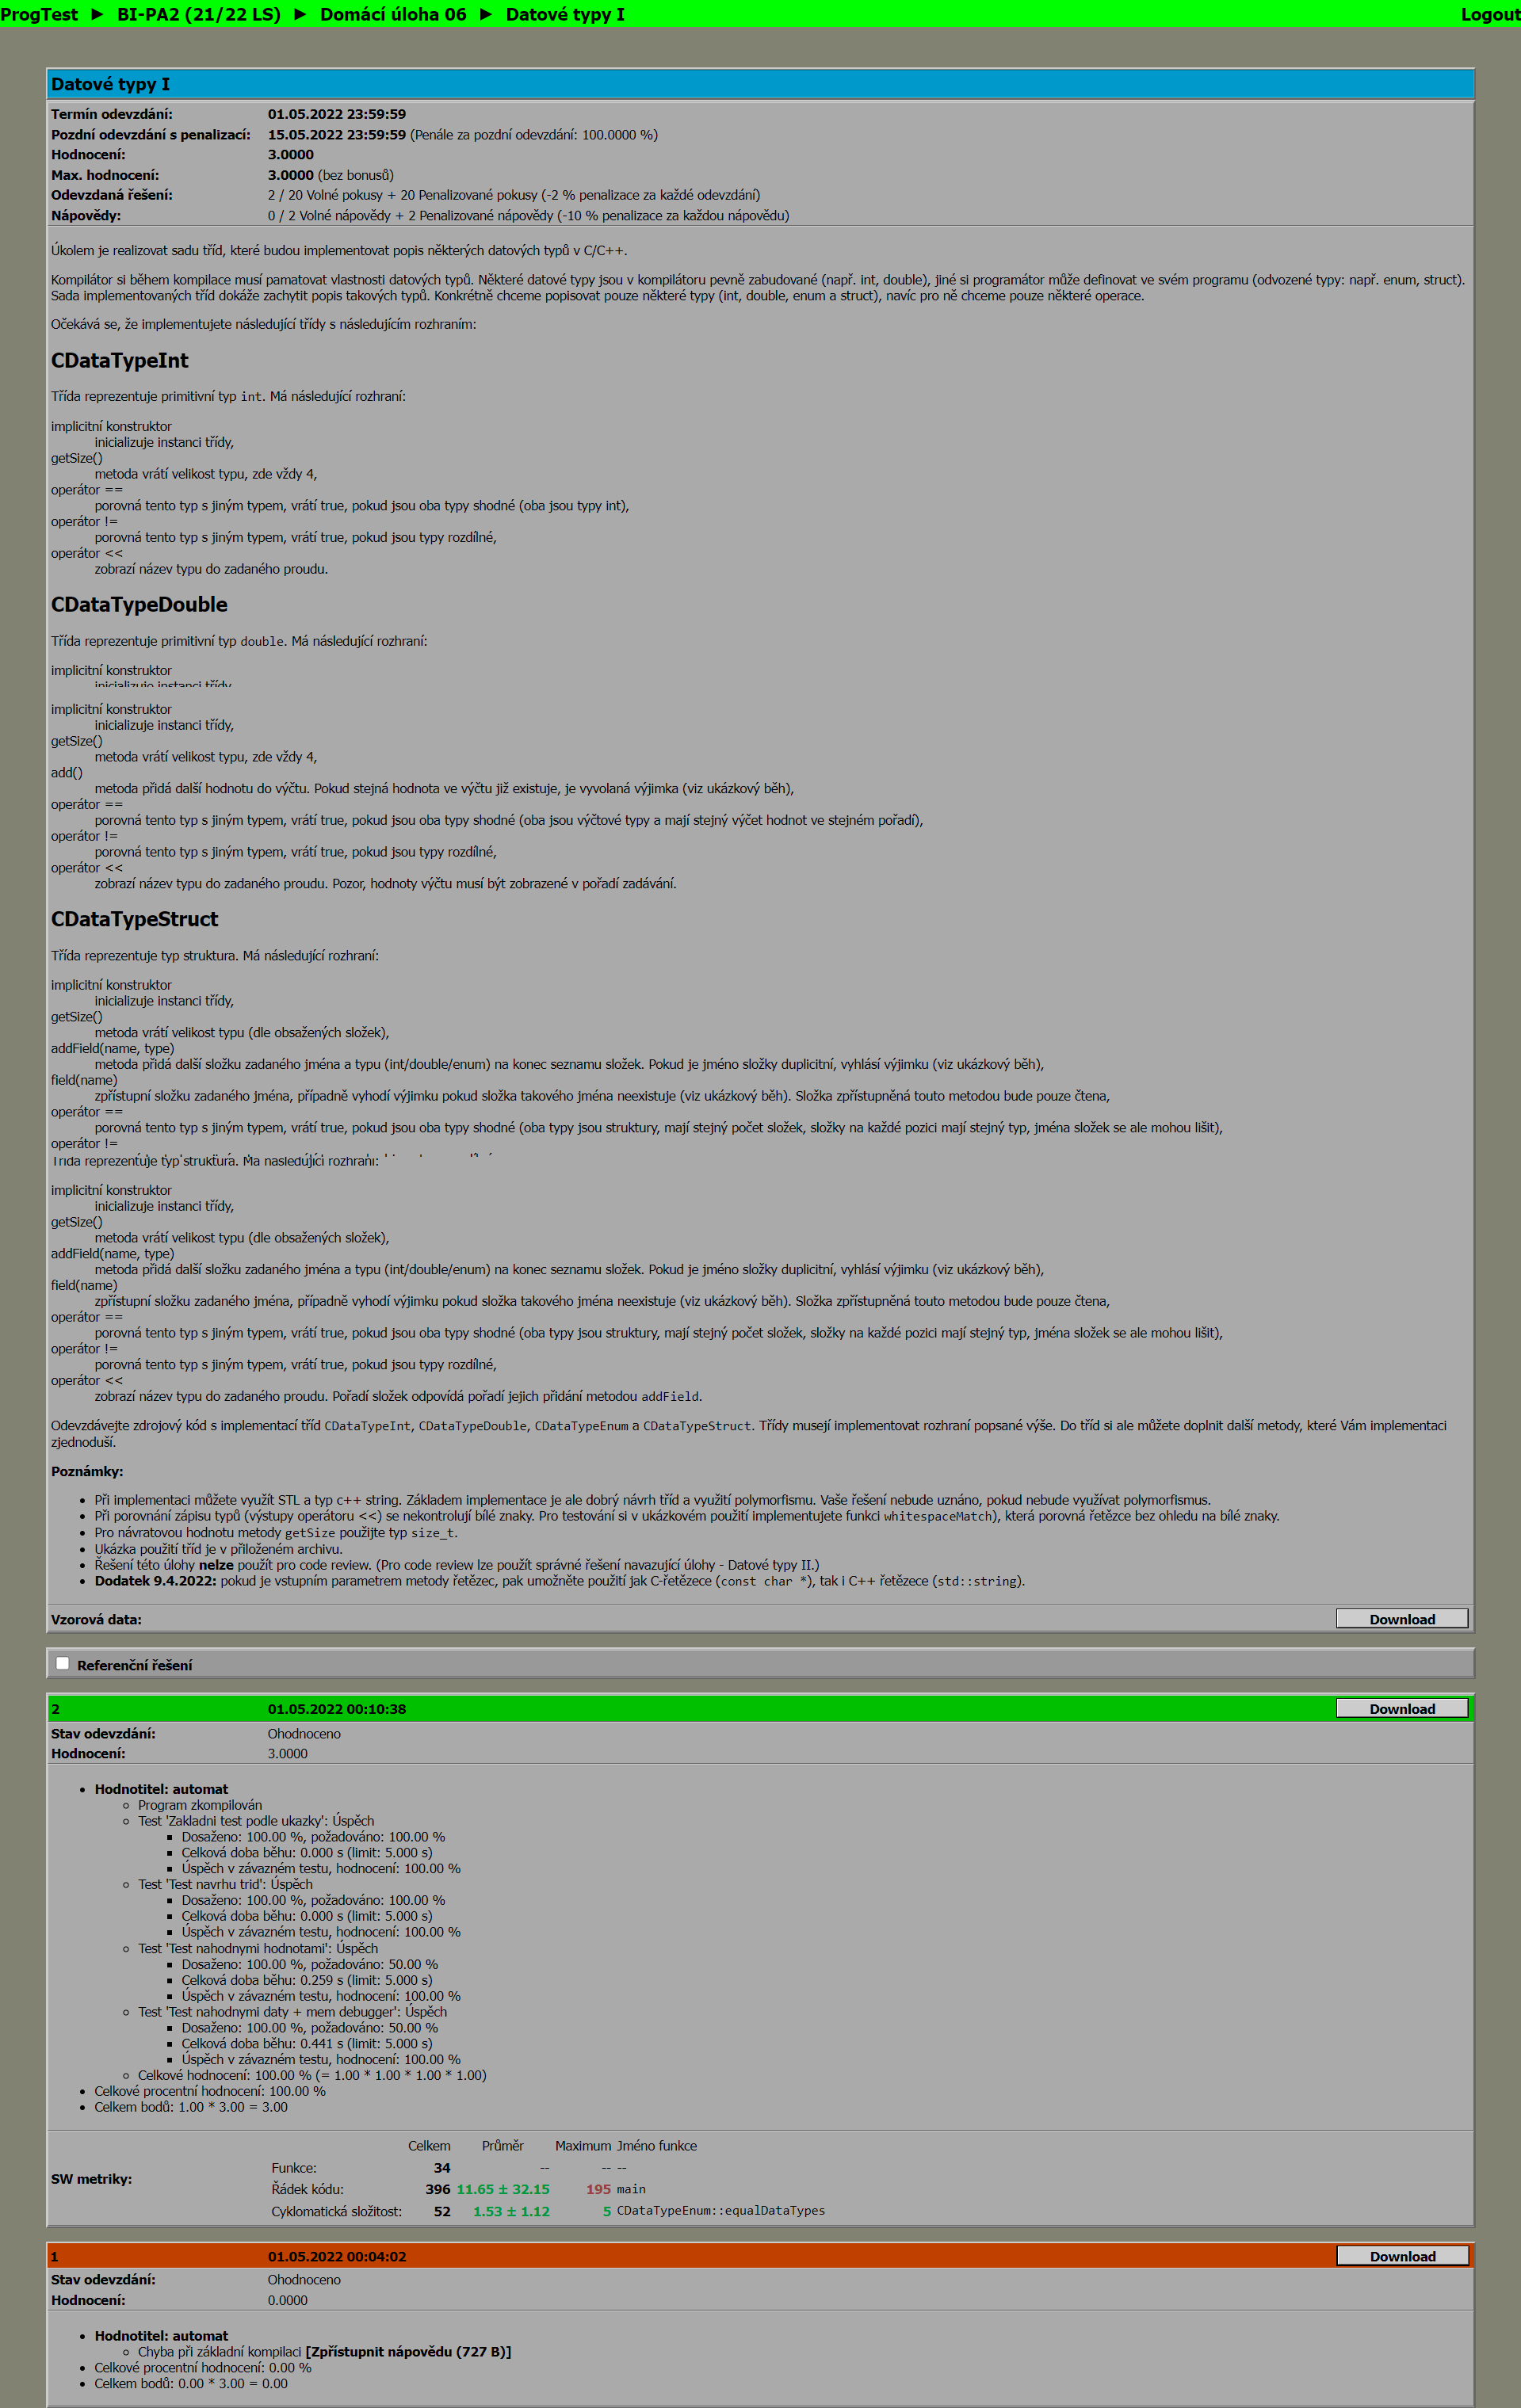 ProgTest ► BI-PA2 (21/22 LS) ► Domácí úloha 06 ► Datové typy I Logout
Datové typy I
Termín odevzdání: 01.05.2022 23:59:59
Pozdní odevzdání s penalizací: 15.05.2022 23:59:59 (Penále za pozdní odevzdání: 100.0000 %)
Hodnocení: 3.0000
Max. hodnocení: 3.0000 (bez bonusů)
Odevzdaná řešení: 2 / 20 Volné pokusy + 20 Penalizované pokusy (-2 % penalizace za každé odevzdání)
Nápovědy: 0 / 2 Volné nápovědy + 2 Penalizované nápovědy (-10 % penalizace za každou nápovědu)
Úkolem je realizovat sadu tříd, které budou implementovat popis některých datových typů v C/C++.
Kompilátor si během kompilace musí pamatovat vlastnosti datových typů. Některé datové typy jsou v kompilátoru pevně zabudované (např. int, double), jiné si programátor může definovat ve svém programu (odvozené typy: např. enum, struct).
Sada implementovaných tříd dokáže zachytit popis takových typů. Konkrétně chceme popisovat pouze některé typy (int, double, enum a struct), navíc pro ně chceme pouze některé operace.
Očekává se, že implementujete následující třídy s následujícím rozhraním:
CDataTypeInt
Třída reprezentuje primitivní typ int. Má následující rozhraní:
implicitní konstruktor
inicializuje instanci třídy,
getSize()
metoda vrátí velikost typu, zde vždy 4,
operátor ==
porovná tento typ s jiným typem, vrátí true, pokud jsou oba typy shodné (oba jsou typy int),
operátor !=
porovná tento typ s jiným typem, vrátí true, pokud jsou typy rozdílné,
operátor <<
zobrazí název typu do zadaného proudu.
CDataTypeDouble
Třída reprezentuje primitivní typ double. Má následující rozhraní:
implicitní konstruktor
inicializuje instanci třídy
implicitní konstruktor
inicializuje instanci třídy,
getSize()
metoda vrátí velikost typu, zde vždy 4,
add()
metoda přidá další hodnotu do výčtu. Pokud stejná hodnota ve výčtu již existuje, je vyvolaná výjimka (viz ukázkový běh),
operátor ==
porovná tento typ s jiným typem, vrátí true, pokud jsou oba typy shodné (oba jsou výčtové typy a mají stejný výčet hodnot ve stejném pořadí),
operátor !=
porovná tento typ s jiným typem, vrátí true, pokud jsou typy rozdílné,
operátor <<
zobrazí název typu do zadaného proudu. Pozor, hodnoty výčtu musí být zobrazené v pořadí zadávání.
CDataTypeStruct
Třída reprezentuje typ struktura. Má následující rozhraní:
implicitní konstruktor
inicializuje instanci třídy,
getSize()
metoda vrátí velikost typu (dle obsažených složek),
addField(name, type)
metoda přidá další složku zadaného jména a typu (int/double/enum) na konec seznamu složek. Pokud je jméno složky duplicitní, vyhlásí výjimku (viz ukázkový běh),
field(name)
zpřístupní složku zadaného jména, případně vyhodí výjimku pokud složka takového jména neexistuje (viz ukázkový běh). Složka zpřístupněná touto metodou bude pouze čtena,
operátor ==
porovná tento typ s jiným typem, vrátí true, pokud jsou oba typy shodné (oba typy jsou struktury, mají stejný počet složek, složky na každé pozici mají stejný typ, jména složek se ale mohou lišit),
operátor !=
Třída reprezentuje typ struktura. Má následující rozhraní:
implicitní konstruktor
inicializuje instanci třídy,
getSize()
metoda vrátí velikost typu (dle obsažených složek),
addField(name, type)
metoda přidá další složku zadaného jména a typu (int/double/enum) na konec seznamu složek. Pokud je jméno složky duplicitní, vyhlásí výjimku (viz ukázkový běh),
field(name)
zpřístupní složku zadaného jména, případně vyhodí výjimku pokud složka takového jména neexistuje (viz ukázkový běh). Složka zpřístupněná touto metodou bude pouze čtena,
operátor ==
porovná tento typ s jiným typem, vrátí true, pokud jsou oba typy shodné (oba typy jsou struktury, mají stejný počet složek, složky na každé pozici mají stejný typ, jména složek se ale mohou lišit),
operátor !=
porovná tento typ s jiným typem, vrátí true, pokud jsou typy rozdílné,
operátor <<
zobrazí název typu do zadaného proudu. Pořadí složek odpovídá pořadí jejich přidání metodou addField.
Odevzdávejte zdrojový kód s implementací tříd CDataTypeInt, CDataTypeDouble, CDataTypeEnum a CDataTypeStruct. Třídy musejí implementovat rozhraní popsané výše. Do tříd si ale můžete doplnit další metody, které Vám implementaci
zjednoduší.
Poznámky:
• Při implementaci můžete využít STL a typ c++ string. Základem implementace je ale dobrý návrh tříd a využití polymorfismu. Vaše řešení nebude uznáno, pokud nebude využívat polymorfismus.
• Při porovnání zápisu typů (výstupy operátoru <<) se nekontrolují bílé znaky. Pro testování si v ukázkovém použití implementujete funkci whitespaceMatch), která porovná řetězce bez ohledu na bílé znaky.
• Pro návratovou hodnotu metody getSize použijte typ size_t.
• Ukázka použití tříd je v přiloženém archivu.
• Řešení této úlohy nelze použít pro code review. (Pro code review lze použít správné řešení navazující úlohy - Datové typy II.)
• Dodatek 9.4.2022: pokud je vstupním parametrem metody řetězec, pak umožněte použití jak C-řetězece (const char *), tak i C++ řetězece (std::string).
Vzorová data: Download
Referenční řešení
2 01.05.2022 00:10:38 Download
Stav odevzdání: Ohodnoceno
Hodnocení: 3.0000
• Hodnotitel: automat
◦ Program zkompilován
◦ Test 'Zakladni test podle ukazky': Úspěch
▪ Dosaženo: 100.00 %, požadováno: 100.00 %
▪ Celková doba běhu: 0.000 s (limit: 5.000 s)
▪ Úspěch v závazném testu, hodnocení: 100.00 %
◦ Test 'Test navrhu trid': Úspěch
▪ Dosaženo: 100.00 %, požadováno: 100.00 %
▪ Celková doba běhu: 0.000 s (limit: 5.000 s)
▪ Úspěch v závazném testu, hodnocení: 100.00 %
◦ Test 'Test nahodnymi hodnotami': Úspěch
▪ Dosaženo: 100.00 %, požadováno: 50.00 %
▪ Celková doba běhu: 0.259 s (limit: 5.000 s)
▪ Úspěch v závazném testu, hodnocení: 100.00 %
◦ Test 'Test nahodnymi daty + mem debugger': Úspěch
▪ Dosaženo: 100.00 %, požadováno: 50.00 %
▪ Celková doba běhu: 0.441 s (limit: 5.000 s)
▪ Úspěch v závazném testu, hodnocení: 100.00 %
◦ Celkové hodnocení: 100.00 % (= 1.00 * 1.00 * 1.00 * 1.00)
• Celkové procentní hodnocení: 100.00 %
• Celkem bodů: 1.00 * 3.00 = 3.00
SW metriky:
Celkem Průměr Maximum Jméno funkce
Funkce: 34 -- -- --
Řádek kódu: 396 11.65 ± 32.15 195 main
Cyklomatická složitost: 52 1.53 ± 1.12 5 CDataTypeEnum::equalDataTypes
1 01.05.2022 00:04:02 Download
Stav odevzdání: Ohodnoceno
Hodnocení: 0.0000
• Hodnotitel: automat
◦ Chyba při základní kompilaci [Zpřístupnit nápovědu (727 B)]
• Celkové procentní hodnocení: 0.00 %
• Celkem bodů: 0.00 * 3.00 = 0.00